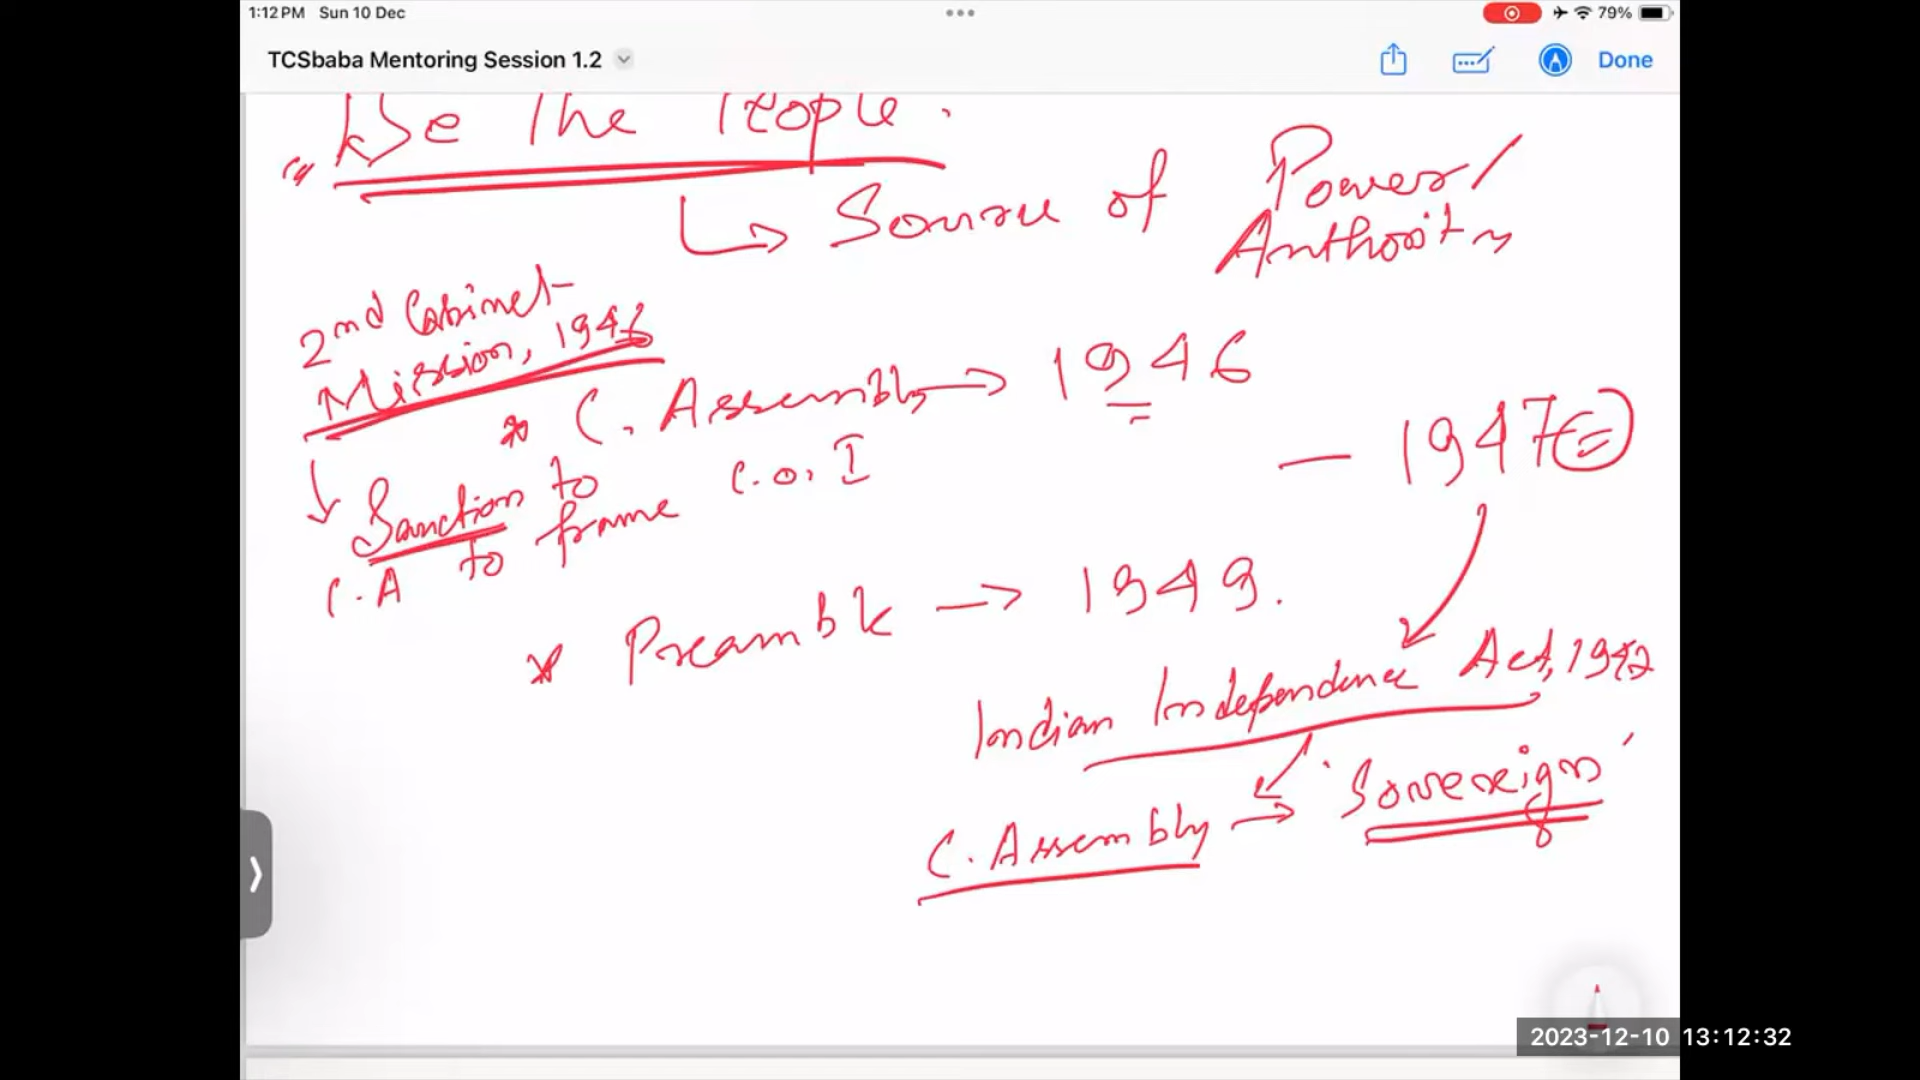 1:12 PM Sun 10 Dec
79%
TCSbaba Mentoring Session 1.2
Done
"We The People.
Source of Power/
Authority
2nd Cabinet
Mission, 1946
* C. Assembly → 1946
— 1947
Sanction to
C.A to frame C.O.I
* Preamble → 1949.
Indian Independence Act, 1947
C. Assembly → 'Sovereign'
2023-12-10 13:12:32